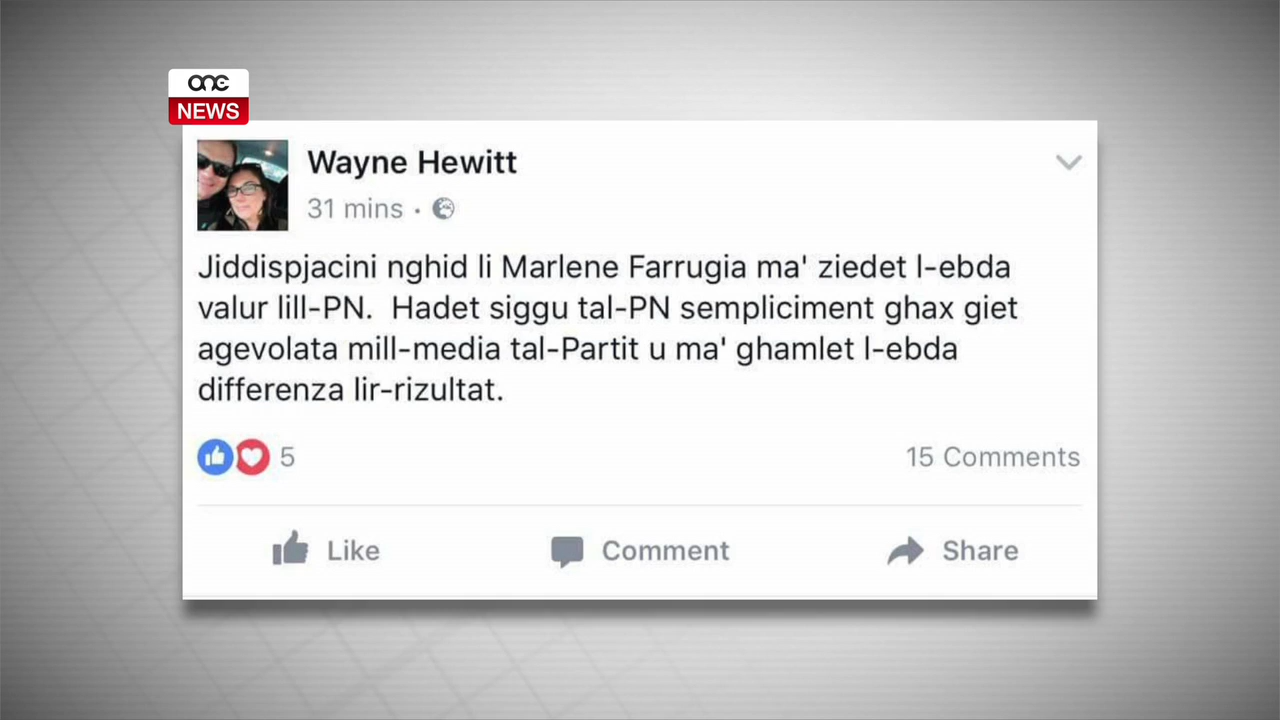 one
NEWS
Wayne Hewitt
31 mins ·
Jiddispjacini nghid li Marlene Farrugia ma' ziedet l-ebda
valur lill-PN. Hadet siggu tal-PN sempliciment ghax giet
agevolata mill-media tal-Partit u ma' ghamlet l-ebda
differenza lir-rizultat.
5
15 Comments
Like
Comment
Share